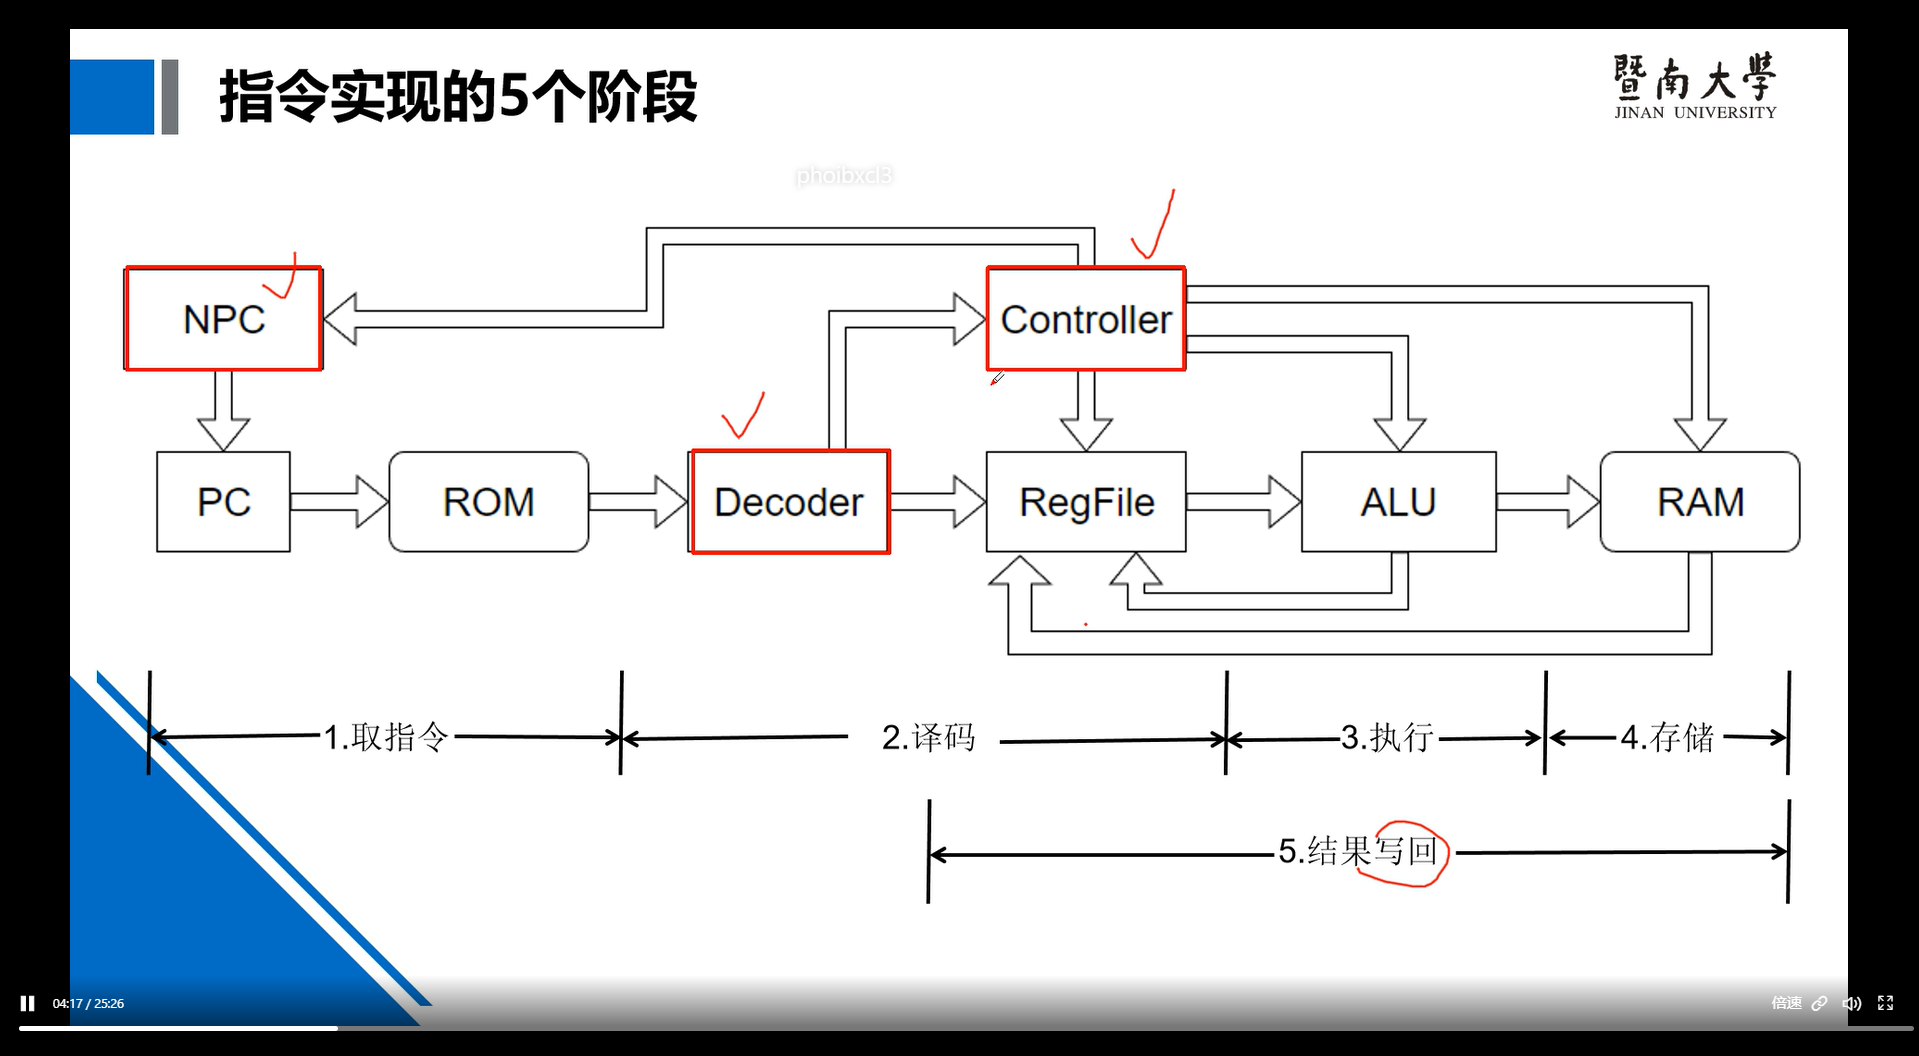 指令实现的5个阶段
暨南大学
JINAN UNIVERSITY
phoibxcl3
NPC
Controller
PC
ROM
Decoder
RegFile
ALU
RAM
1.取指令
2.译码
3.执行
4.存储
5.结果写回
04:17 / 25:26
倍速